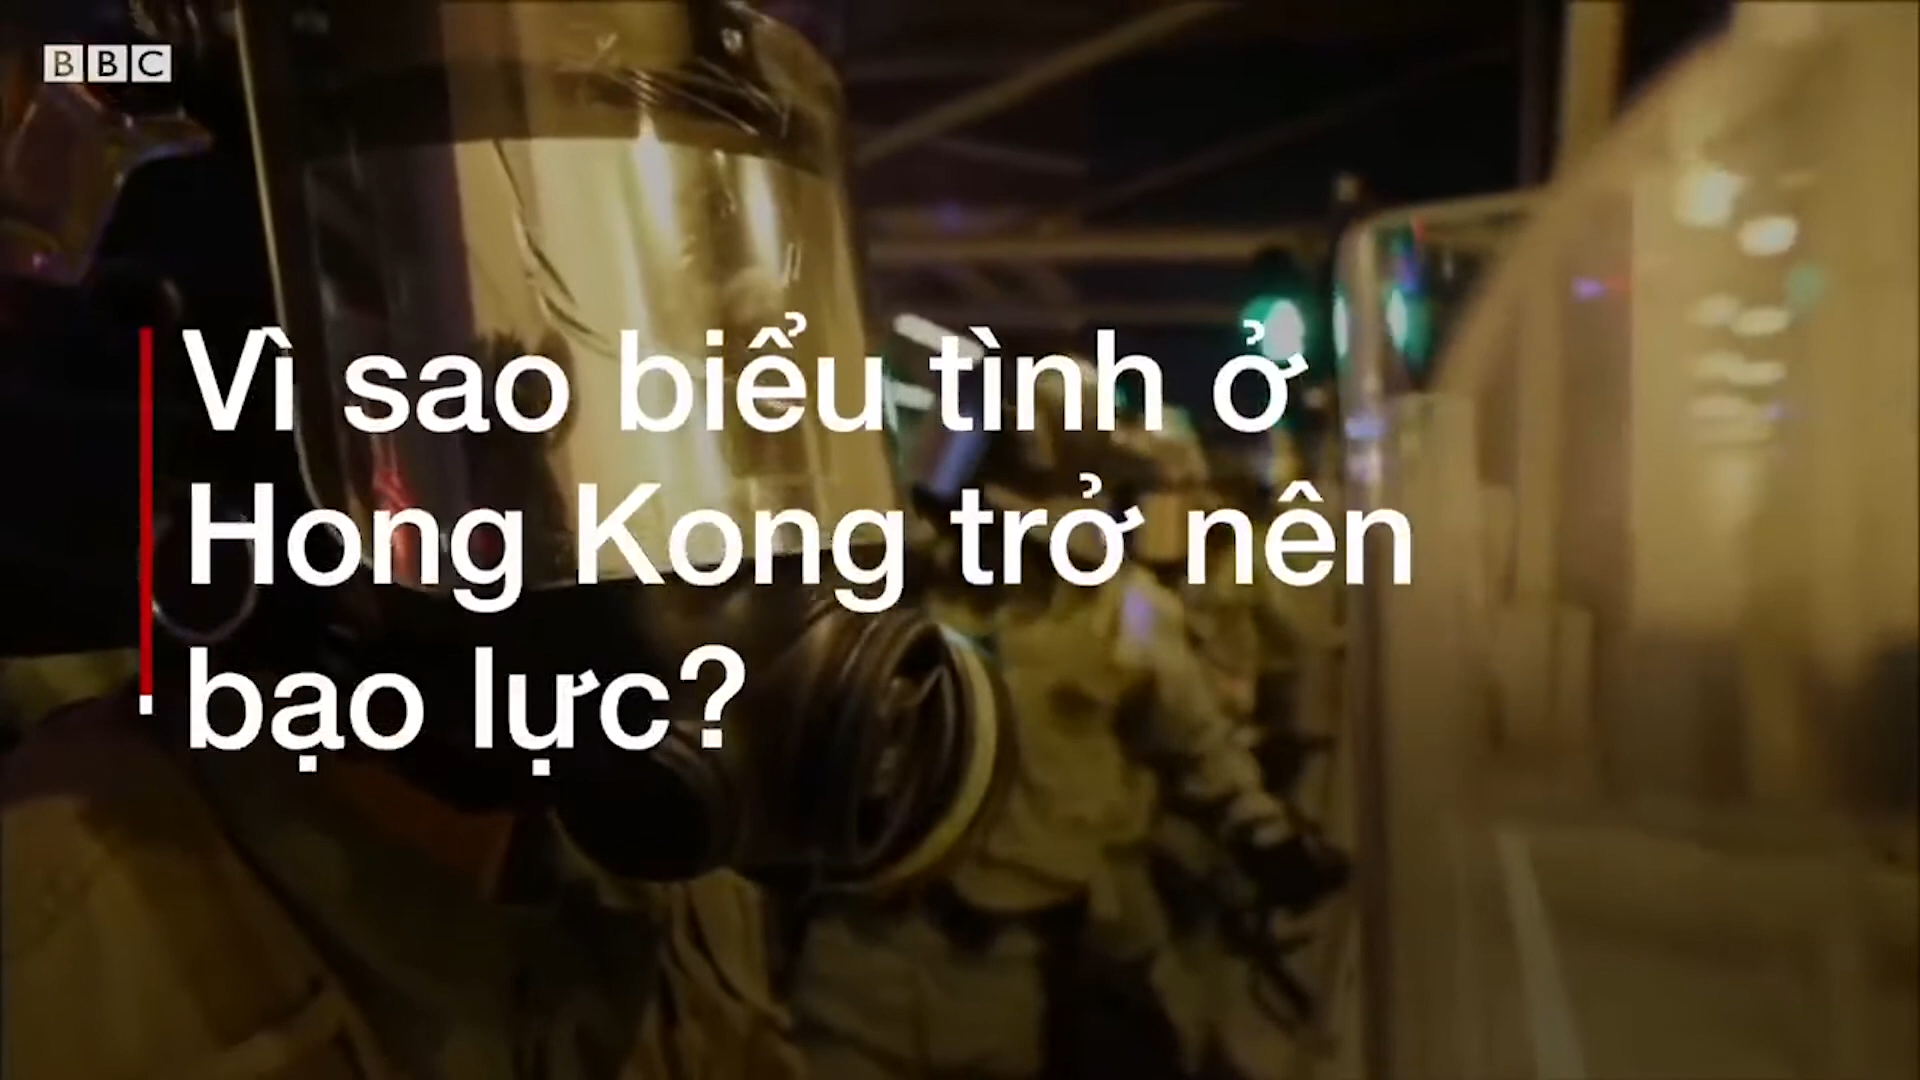 BBC
Vì sao biểu tình ở
Hong Kong trở nên
bạo lực?